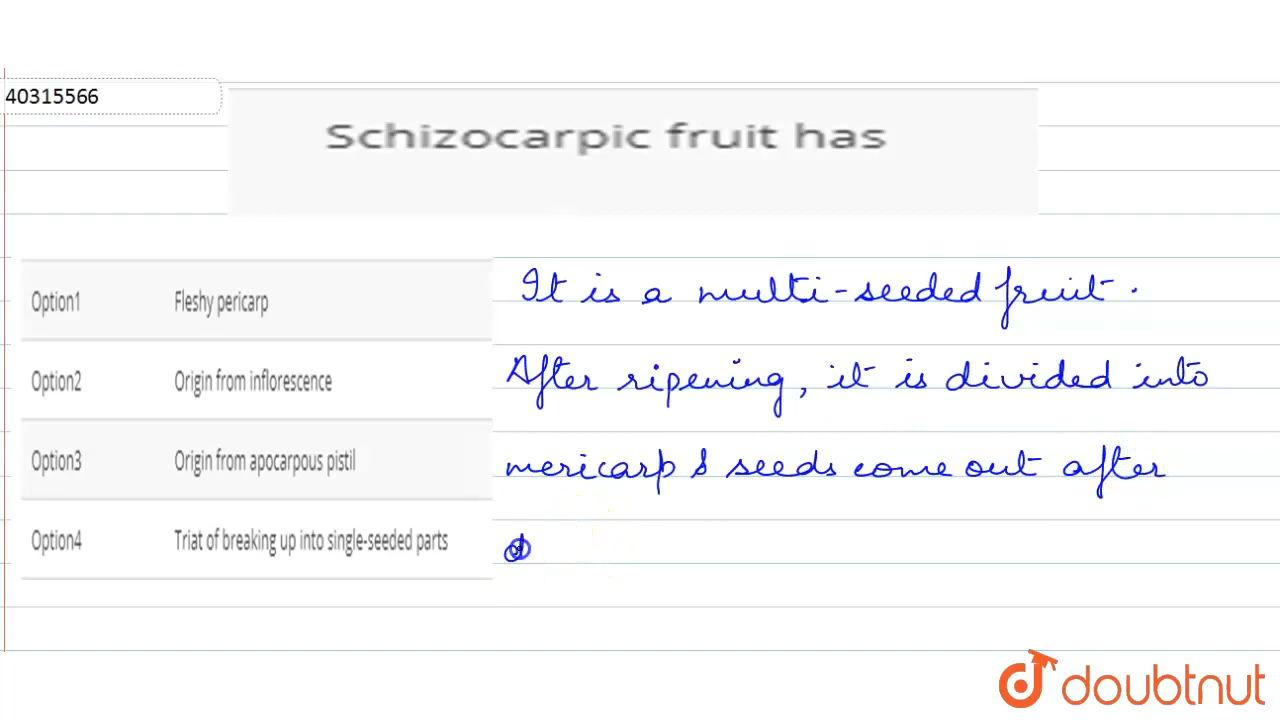 40315566
Schizocarpic fruit has
Option1 Fleshy pericarp
Option2 Origin from inflorescence
Option3 Origin from apocarpous pistil
Option4 Triat of breaking up into single-seeded parts
It is a multi-seeded fruit.
After ripening, it is divided into
mericarp & seeds come out after
d
doubtnut